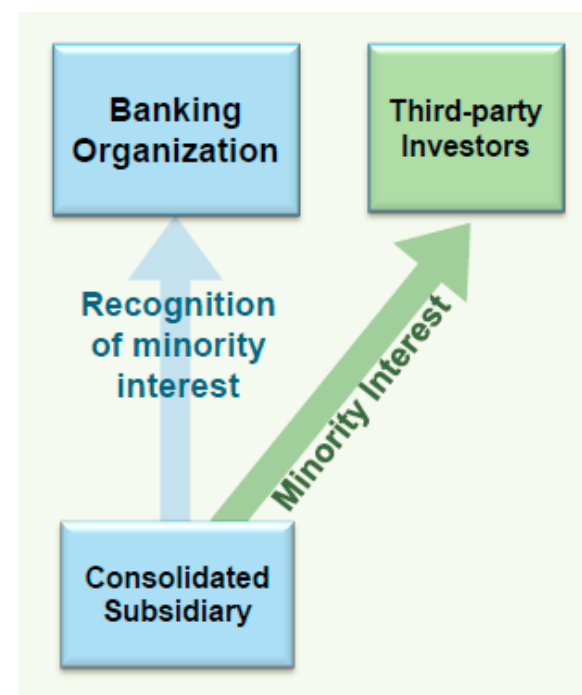 Banking
Organization
Third-party
Investors
Recognition
of minority
interest
Minority Interest
Consolidated
Subsidiary